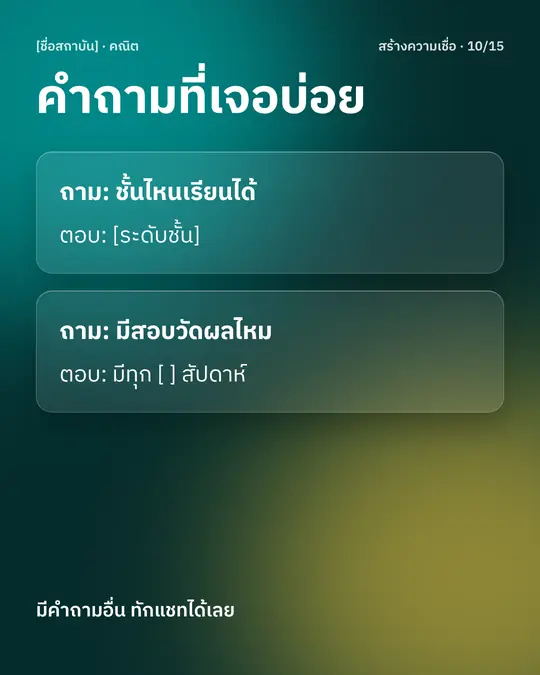 [ชื่อสถาบัน] · คณิต
สร้างความเชื่อ · 10/15
คำถามที่เจอบ่อย
ถาม: ชั้นไหนเรียนได้
ตอบ: [ระดับชั้น]
ถาม: มีสอบวัดผลไหม
ตอบ: มีทุก [ ] สัปดาห์
มีคำถามอื่น ทักแชทได้เลย